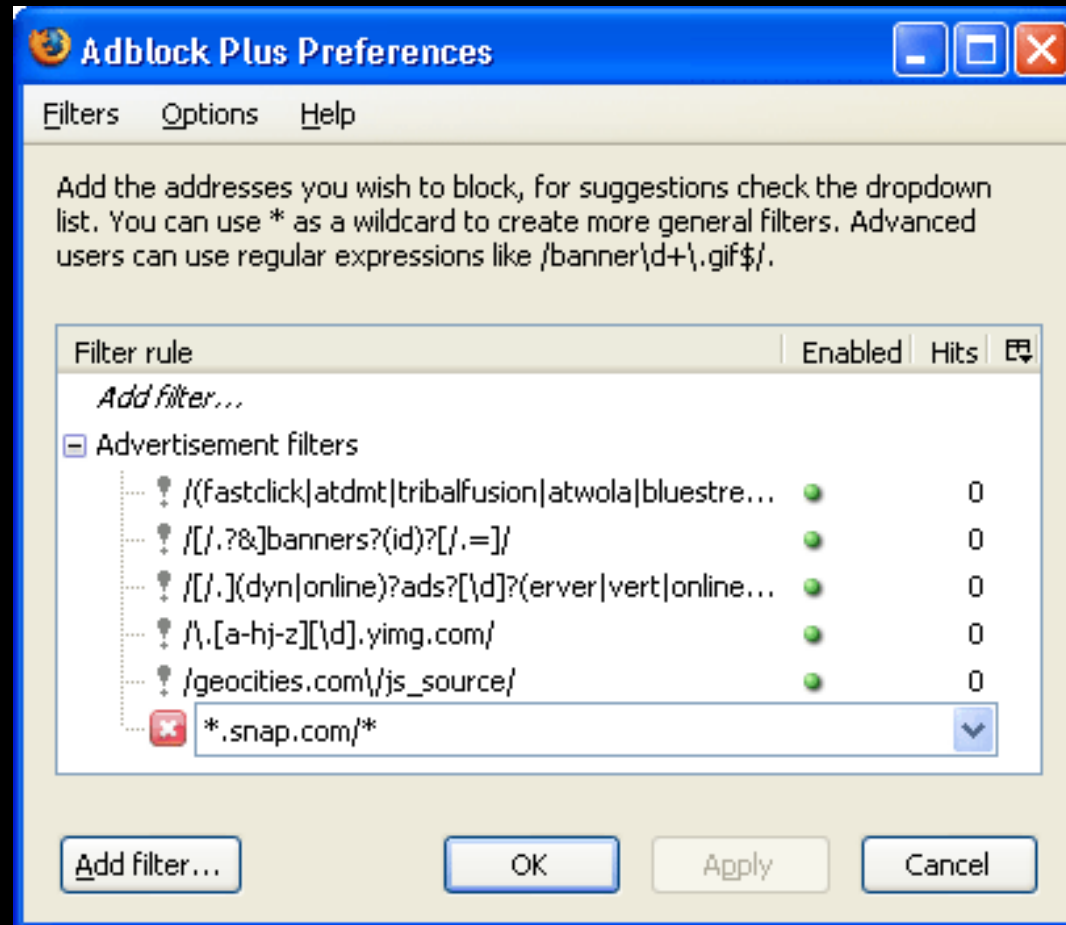 Adblock Plus Preferences
Filters Options Help
Add the addresses you wish to block, for suggestions check the dropdown
list. You can use * as a wildcard to create more general filters. Advanced
users can use regular expressions like /banner\d+\.gif$/.
Filter rule Enabled Hits
Add filter...
Advertisement filters
/(fastclick|atdmt|tribalfusion|atwola|bluestre... 0
/[/.?&]banners?(id)?[/.=]/ 0
/[/.](dyn|online)?ads?[\d]?(erver|vert|online... 0
/\.[a-hj-z][\d].yimg.com/ 0
/geocities.com\/js_source/ 0
*.snap.com/*
Add filter... OK Apply Cancel